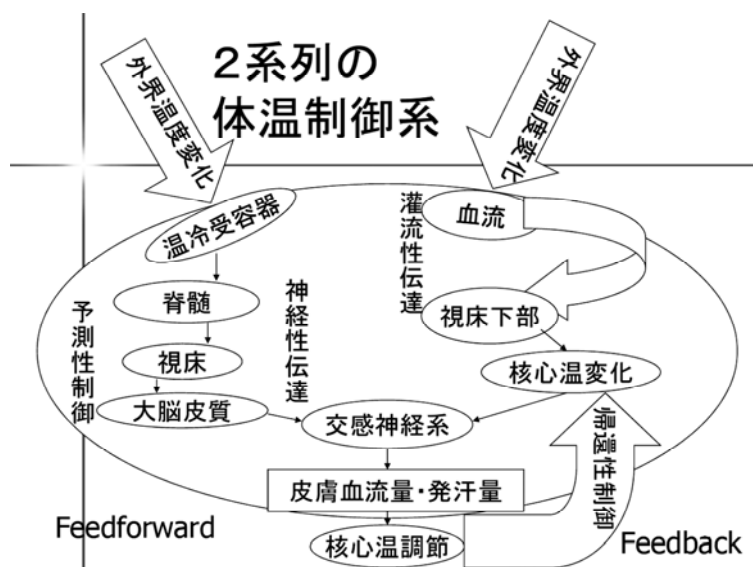 2系列の
体温制御系
外界温度変化
外界温度変化
温冷受容器
脊髄
視床
大脳皮質
予測性制御
神経性伝達
灌流性伝達
血流
視床下部
核心温変化
交感神経系
皮膚血流量・発汗量
核心温調節
帰還性制御
Feedforward
Feedback